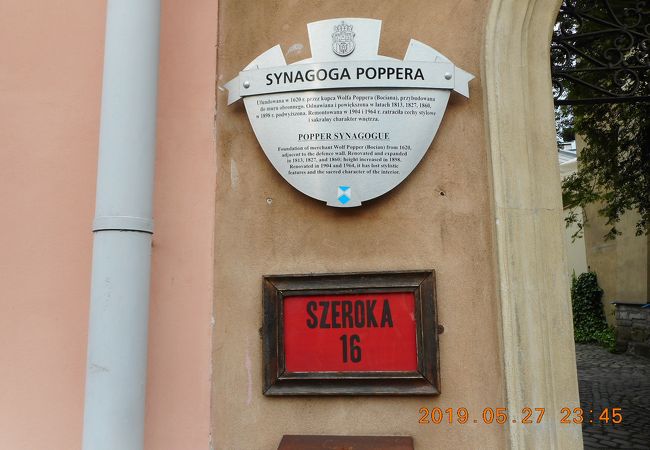 SYNAGOGA POPPERA
Ufundowana w 1620 r. przez kupca Wolfa Poppera (Bociana), przybudowana
do muru obronnego. Odnawiana i powiększona w latach 1813, 1827, 1860,
w 1898 r. podwyższona. Remontowana w 1904 i 1964 r. zatraciła cechy stylowe
i sakralny charakter wnętrza.
POPPER SYNAGOGUE
Foundation of merchant Wolf Popper (Bocian) from 1620,
adjacent to the defence wall. Renovated and expanded
in 1813, 1827, and 1860; height increased in 1898.
Renovated in 1904 and 1964, it has lost stylistic
features and the sacred character of the interior.
SZEROKA
16
2019.05.27 23:45